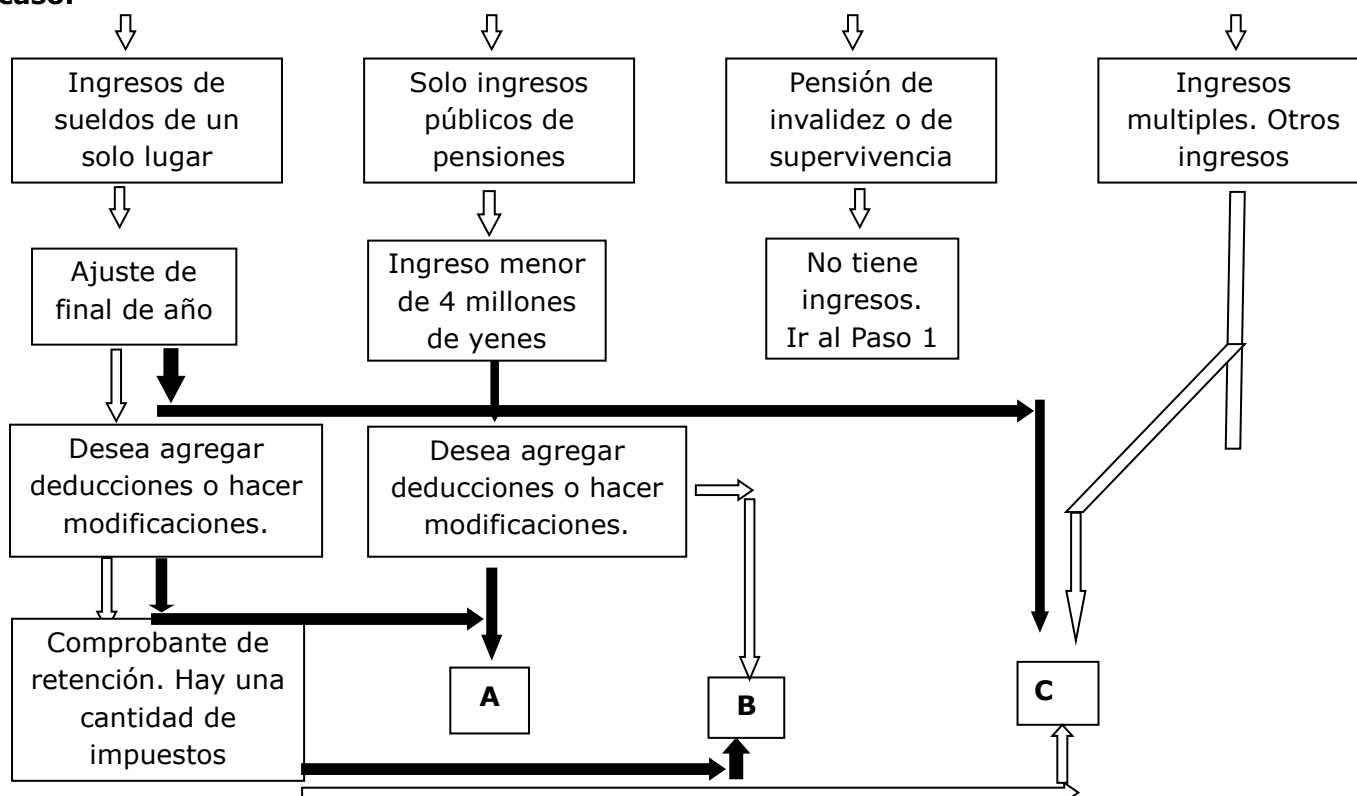 caso.
Ingresos de
sueldos de un
solo lugar
Solo ingresos
públicos de
pensiones
Pensión de
invalidez o de
supervivencia
Ingresos
multiples. Otros
ingresos
Ajuste de
final de año
Ingreso menor
de 4 millones
de yenes
No tiene
ingresos.
Ir al Paso 1
Desea agregar
deducciones o hacer
modificaciones.
Desea agregar
deducciones o hacer
modificaciones.
Comprobante de
retención. Hay una
cantidad de
impuestos
A
B
C